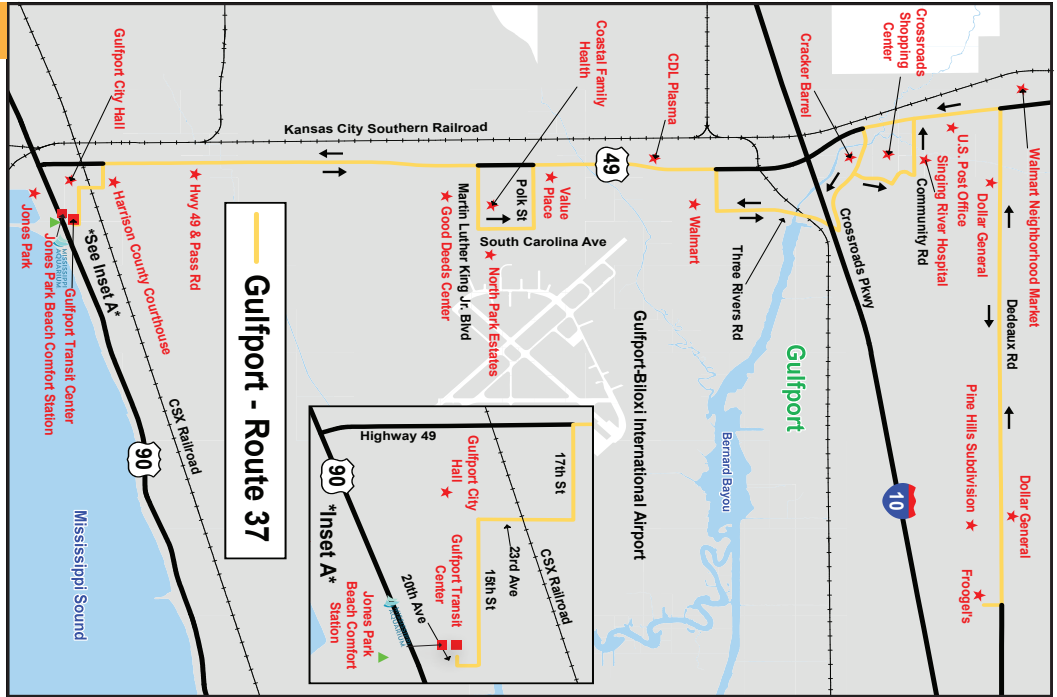 Gulfport City Hall
Coastal Family
Health
CDL Plasma
Cracker Barrel
Crossroads
Shopping
Center
Walmart Neighborhood Market
U.S. Post Office
Singing River Hospital
Community Rd
Dollar General
Dedeaux Rd
Pine Hills Subdivision
Dollar General
Froogel's
Kansas City Southern Railroad
49
Hwy 49 & Pass Rd
Harrison County Courthouse
Jones Park
*See Inset A*
MISSISSIPPI
AQUARIUM
Gulfport Transit Center
Jones Park Beach Comfort Station
Polk St
Value
Place
Martin Luther King Jr. Blvd
Good Deeds Center
South Carolina Ave
North Park Estates
Walmart
Three Rivers Rd
Crossroads Pkwy
Gulfport
Gulfport-Biloxi International Airport
Bernard Bayou
10
CSX Railroad
90
Mississippi Sound
Gulfport - Route 37
Highway 49
17th St
Gulfport City
Hall
90
*Inset A*
23rd Ave
CSX Railroad
15th St
Gulfport Transit
Center
20th Ave
AQUARIUM
Jones Park
Beach Comfort
Station